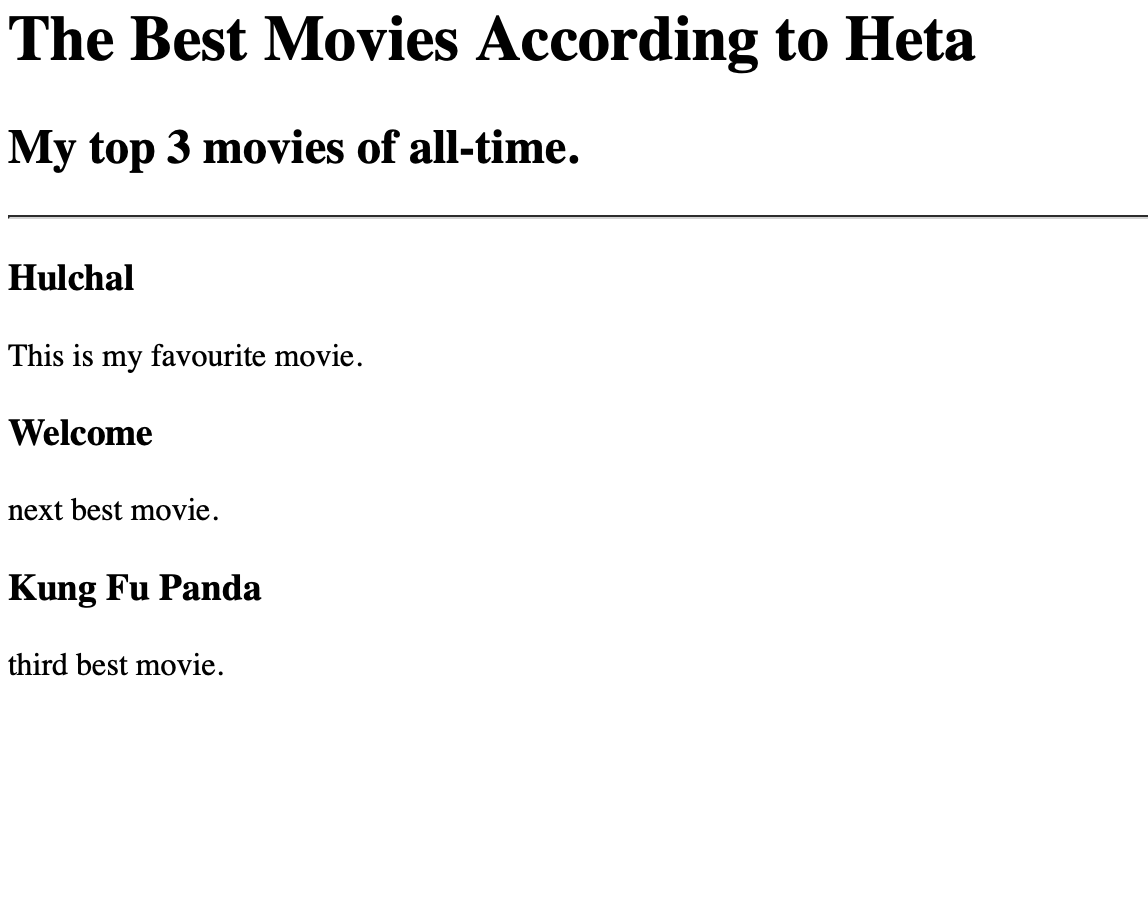 The Best Movies According to Heta
My top 3 movies of all-time.
Hulchal
This is my favourite movie.
Welcome
next best movie.
Kung Fu Panda
third best movie.